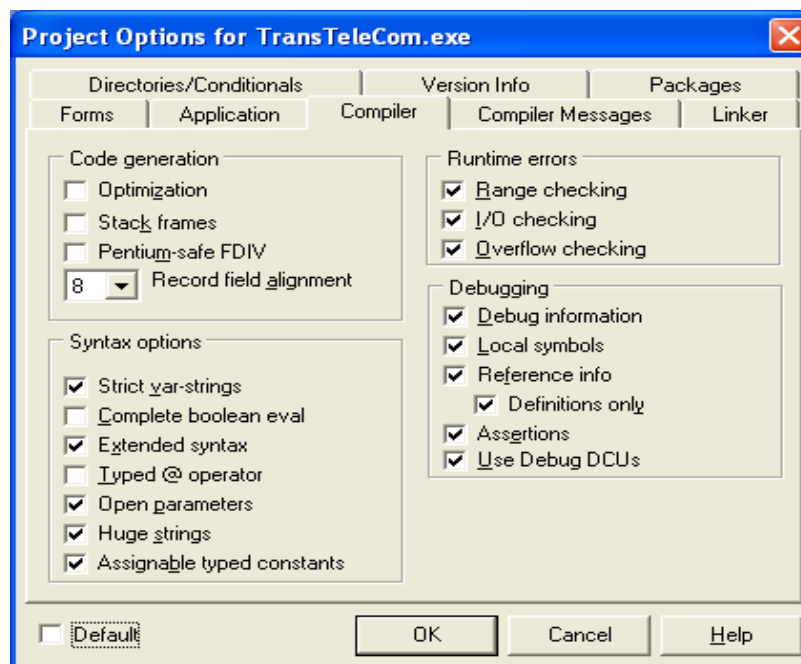 Project Options for TransTeleCom.exe
Directories/Conditionals
Version Info
Packages
Forms
Application
Compiler
Compiler Messages
Linker
Code generation
Optimization
Stack frames
Pentium-safe FDIV
8
Record field alignment
Syntax options
Strict var-strings
Complete boolean eval
Extended syntax
Typed @ operator
Open parameters
Huge strings
Assignable typed constants
Runtime errors
Range checking
I/O checking
Overflow checking
Debugging
Debug information
Local symbols
Reference info
Definitions only
Assertions
Use Debug DCUs
Default
OK
Cancel
Help